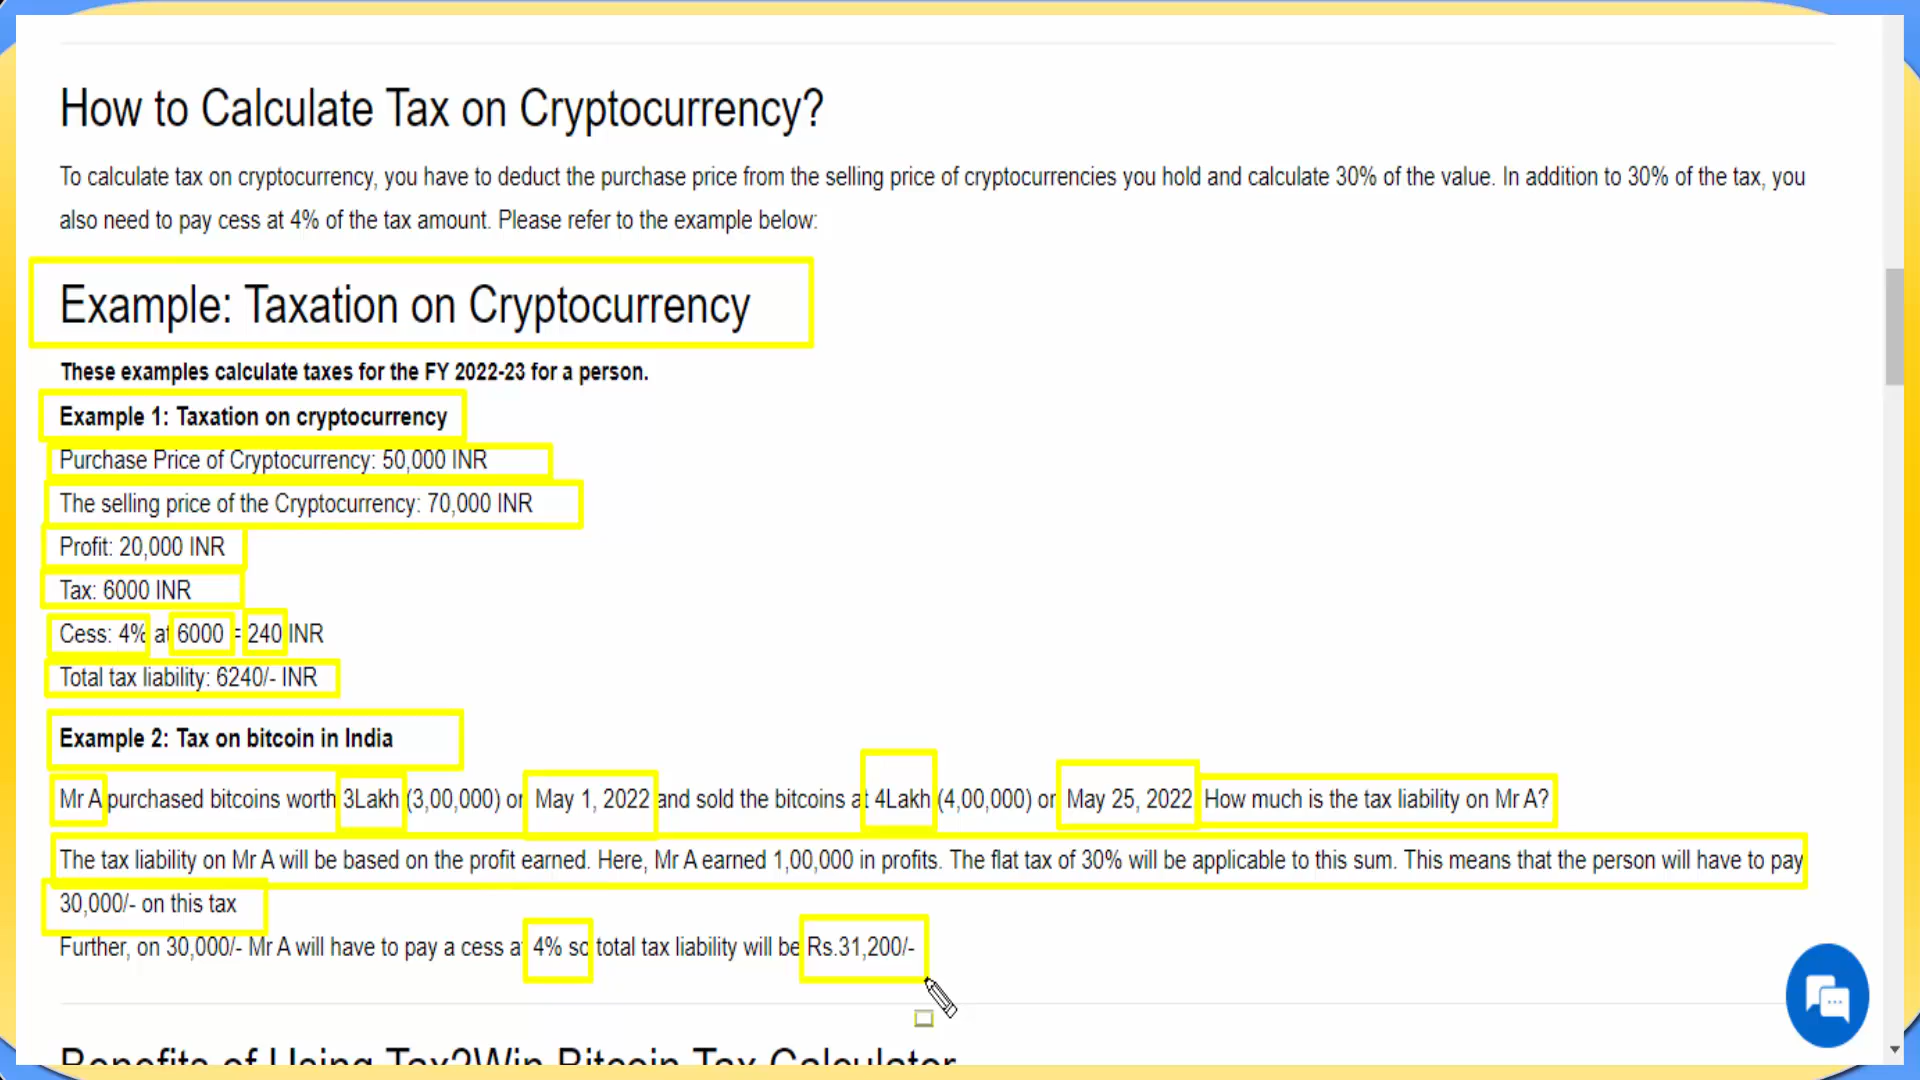 How to Calculate Tax on Cryptocurrency?
To calculate tax on cryptocurrency, you have to deduct the purchase price from the selling price of cryptocurrencies you hold and calculate 30% of the value. In addition to 30% of the tax, you
also need to pay cess at 4% of the tax amount. Please refer to the example below:
Example: Taxation on Cryptocurrency
These examples calculate taxes for the FY 2022-23 for a person.
Example 1: Taxation on cryptocurrency
Purchase Price of Cryptocurrency: 50,000 INR
The selling price of the Cryptocurrency: 70,000 INR
Profit: 20,000 INR
Tax: 6000 INR
Cess: 4% at 6000 = 240 INR
Total tax liability: 6240/- INR
Example 2: Tax on bitcoin in India
Mr A purchased bitcoins worth 3Lakh (3,00,000) on May 1, 2022 and sold the bitcoins at 4Lakh (4,00,000) on May 25, 2022 How much is the tax liability on Mr A?
The tax liability on Mr A will be based on the profit earned. Here, Mr A earned 1,00,000 in profits. The flat tax of 30% will be applicable to this sum. This means that the person will have to pay
30,000/- on this tax
Further, on 30,000/- Mr A will have to pay a cess at 4% so total tax liability will be Rs.31,200/-
Benefits of Using Tax2Win Bitcoin Tax Calculator